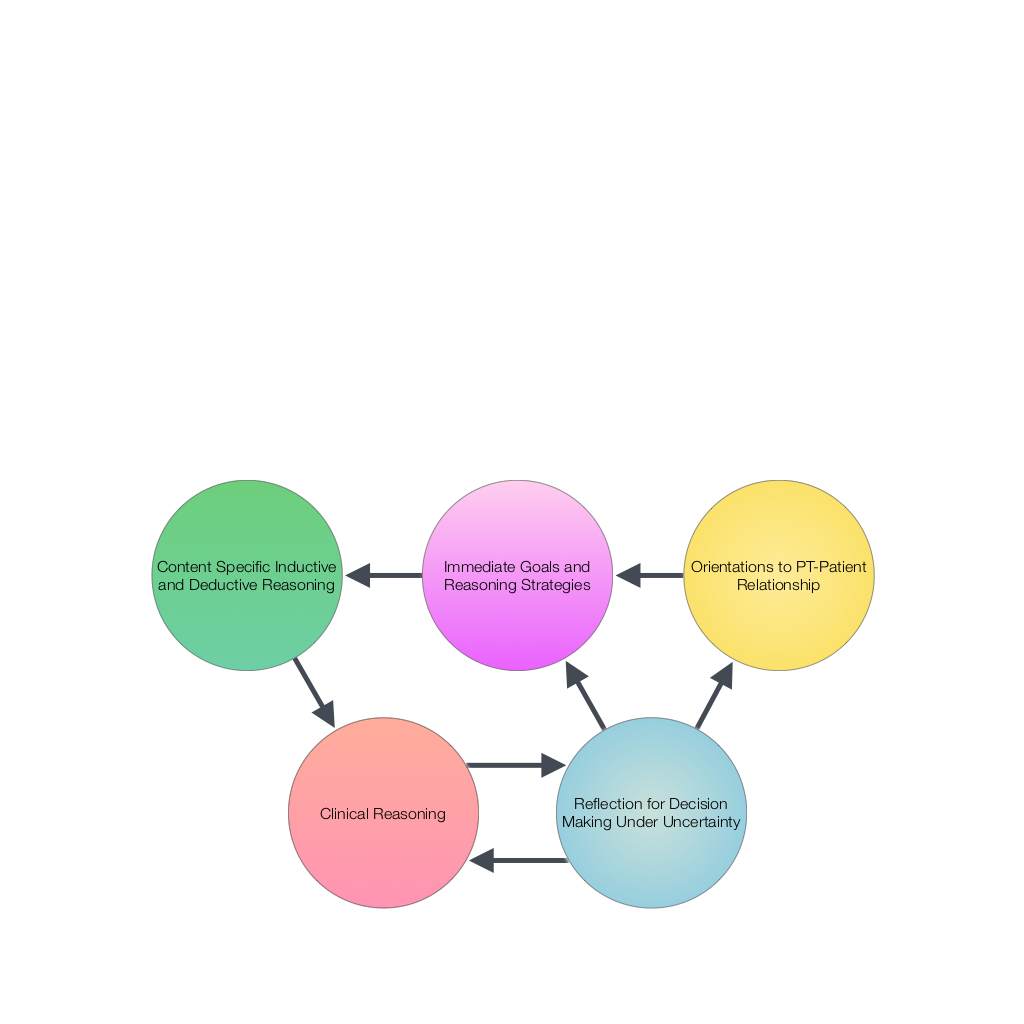 Content Specific Inductive
and Deductive Reasoning
Immediate Goals and
Reasoning Strategies
Orientations to PT-Patient
Relationship
Clinical Reasoning
Reflection for Decision
Making Under Uncertainty